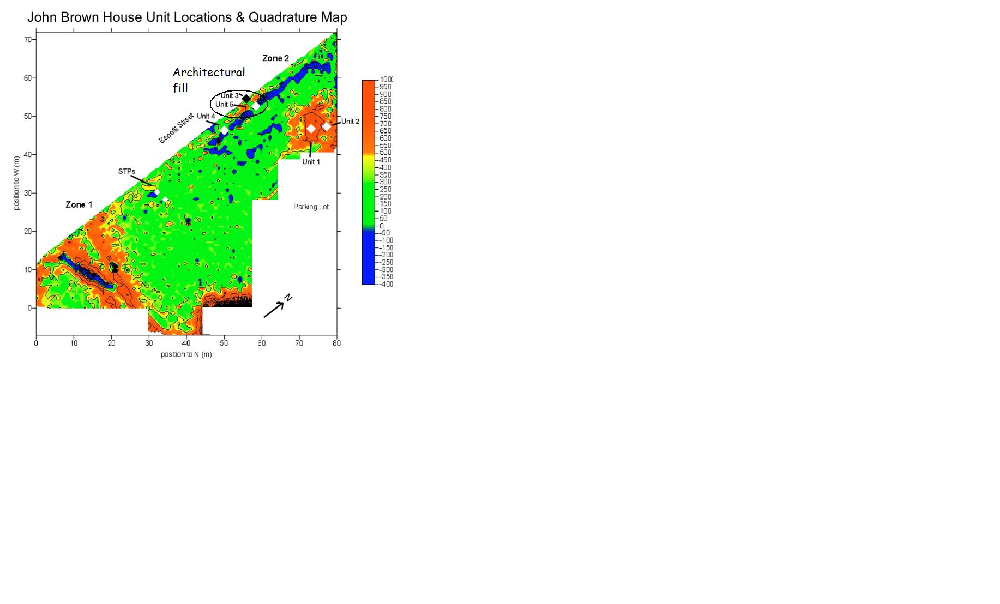 John Brown House Unit Locations & Quadrature Map
70
60
50
40
30
20
10
0
position to W (m)
0 10 20 30 40 50 60 70 80
position to N (m)
Zone 2
Architectural
fill
Unit 3
Unit 5
Unit 4
Benefit Street
Unit 2
Unit 1
STPs
Zone 1
Parking Lot
1750
N
1000
950
900
850
800
750
700
650
600
550
500
450
400
350
300
250
200
150
100
50
0
-50
-100
-150
-200
-250
-300
-350
-400